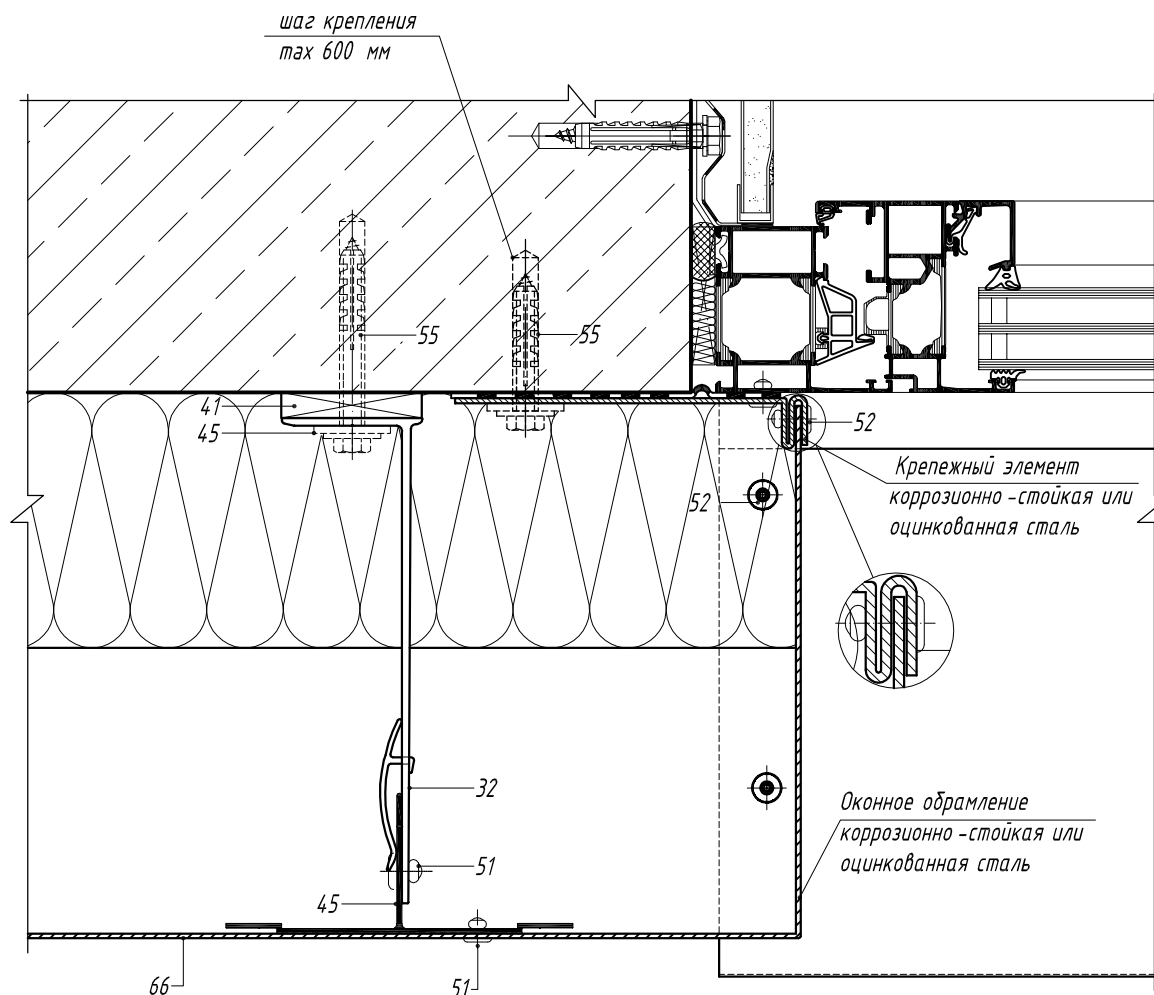 шаг крепления
max 600 мм
55
55
41
45
52
Крепежный элемент
коррозионно -стойкая или
оцинкованная сталь
52
32
Оконное обрамление
коррозионно -стойкая или
оцинкованная сталь
51
45
66
51